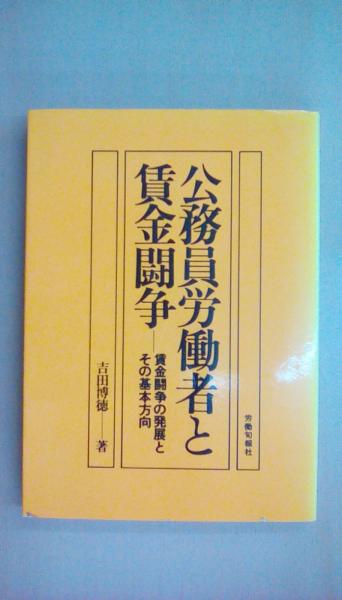 公務員労働者と
賃金闘争
賃金闘争の発展と
その基本方向
吉田博徳――著
労働旬報社